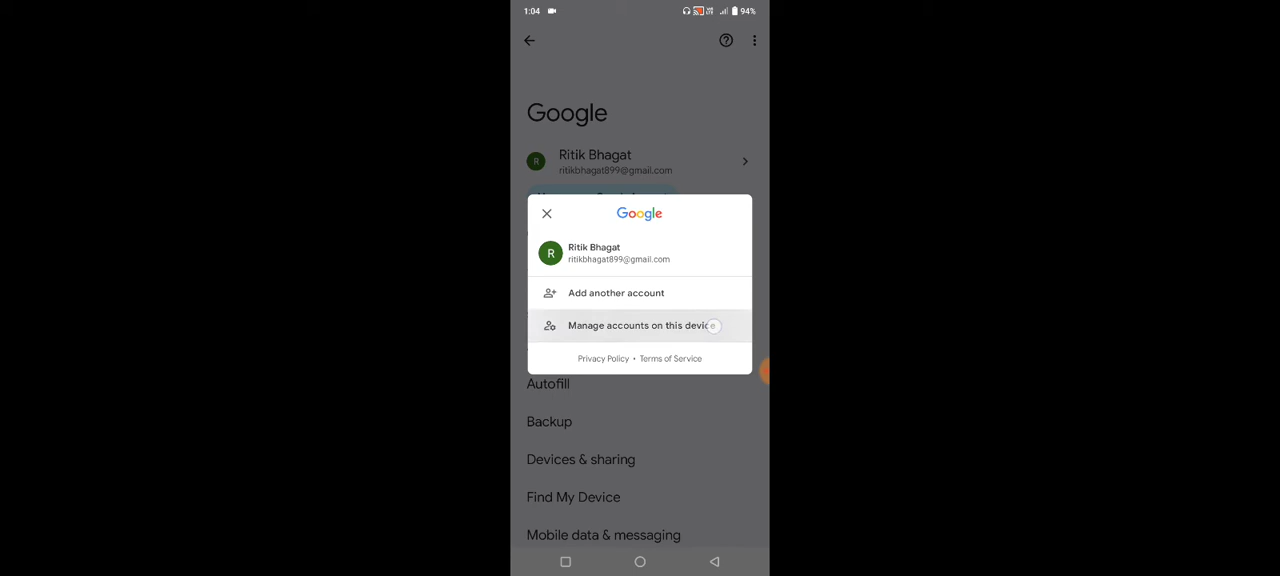 1:04 94%
Google
R Ritik Bhagat
ritikbhagat899@gmail.com
Google
R Ritik Bhagat
ritikbhagat899@gmail.com
Add another account
Manage accounts on this device
Privacy Policy • Terms of Service
Autofill
Backup
Devices & sharing
Find My Device
Mobile data & messaging